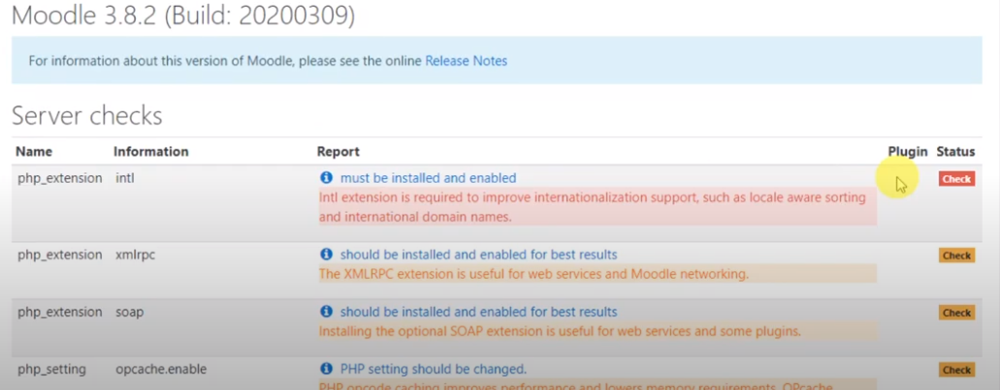 Moodle 3.8.2 (Build: 20200309)
For information about this version of Moodle, please see the online Release Notes
Server checks
Name Information Report Plugin Status
php_extension intl must be installed and enabled Check
Intl extension is required to improve internationalization support, such as locale aware sorting
and international domain names.
php_extension xmlrpc should be installed and enabled for best results Check
The XMLRPC extension is useful for web services and Moodle networking.
php_extension soap should be installed and enabled for best results Check
Installing the optional SOAP extension is useful for web services and some plugins.
php_setting opcache.enable PHP setting should be changed. Check
PHP opcode caching improves performance and lowers memory requirements, OPcache